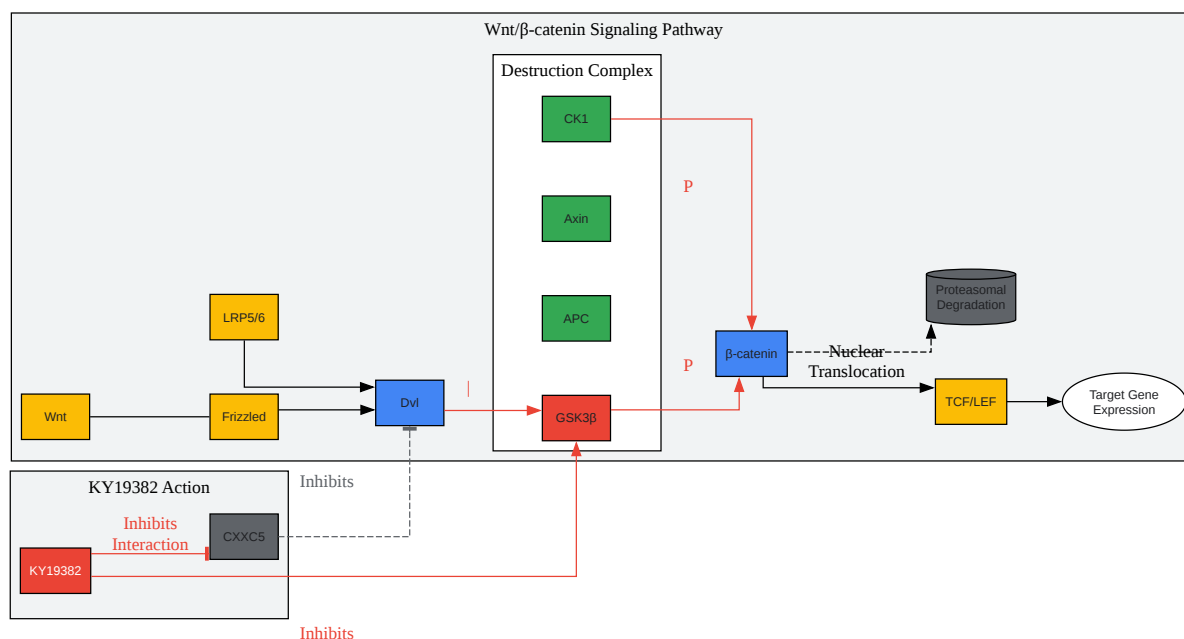 Wnt/β-catenin Signaling Pathway
Destruction Complex
CK1
P
Axin
Proteasomal
Degradation
LRP5/6
APC
β-catenin
Nuclear
Translocation
P
|
Wnt
Frizzled
Dvl
GSK3β
TCF/LEF
Target Gene
Expression
KY19382 Action
Inhibits
Inhibits
Interaction
CXXC5
KY19382
Inhibits